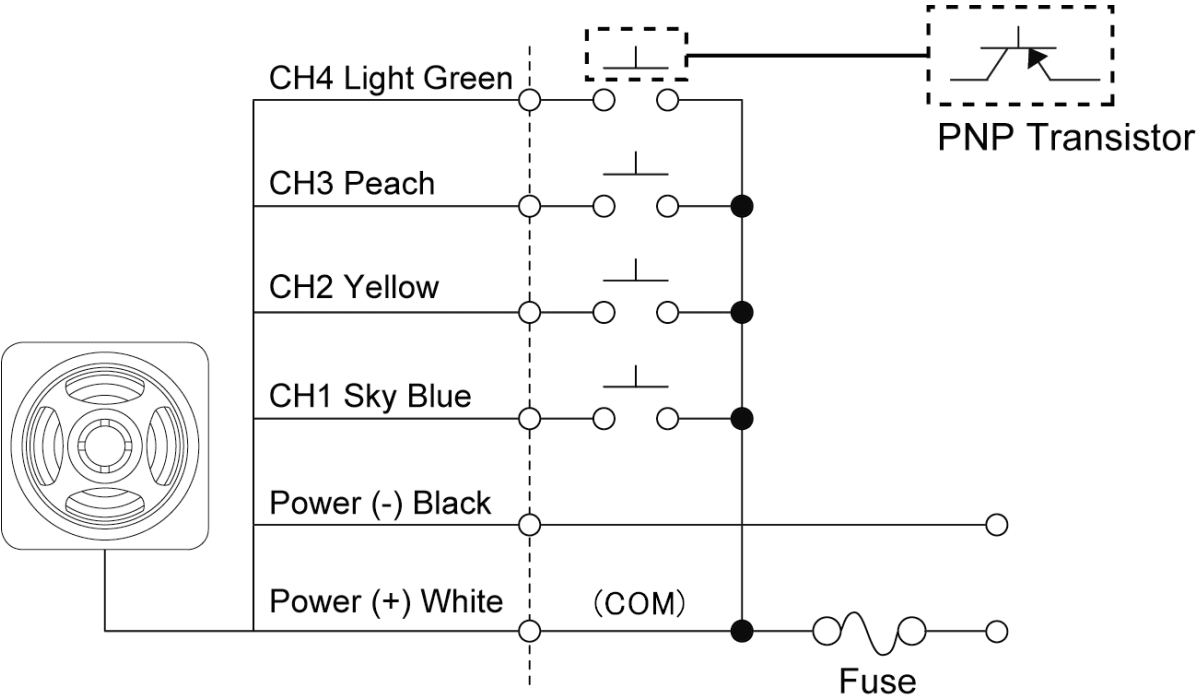 CH4 Light Green
PNP Transistor
CH3 Peach
CH2 Yellow
CH1 Sky Blue
Power (-) Black
Power (+) White
(COM)
Fuse